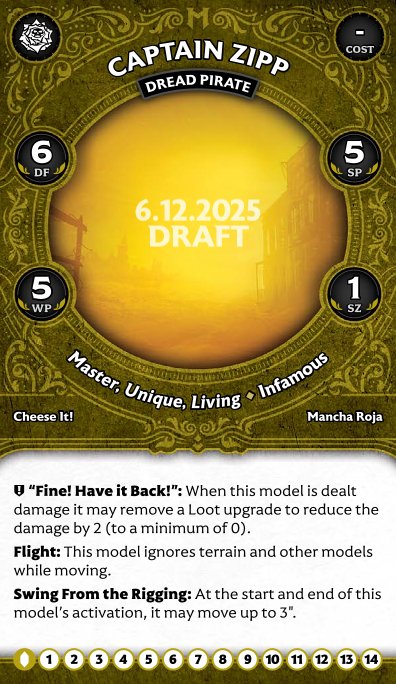 -
COST
CAPTAIN ZIPP
DREAD PIRATE
6
DF
5
SP
6.12.2025
DRAFT
5
WP
1
SZ
Master, Unique, Living ⬥ Infamous
Cheese It!
Mancha Roja
“Fine! Have it Back!”: When this model is dealt
damage it may remove a Loot upgrade to reduce the
damage by 2 (to a minimum of 0).
Flight: This model ignores terrain and other models
while moving.
Swing From the Rigging: At the start and end of this
model’s activation, it may move up to 3".
1 2 3 4 5 6 7 8 9 10 11 12 13 14